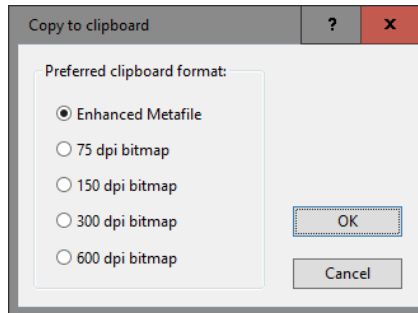 Copy to clipboard
?
x
Preferred clipboard format:
Enhanced Metafile
75 dpi bitmap
150 dpi bitmap
300 dpi bitmap
600 dpi bitmap
OK
Cancel